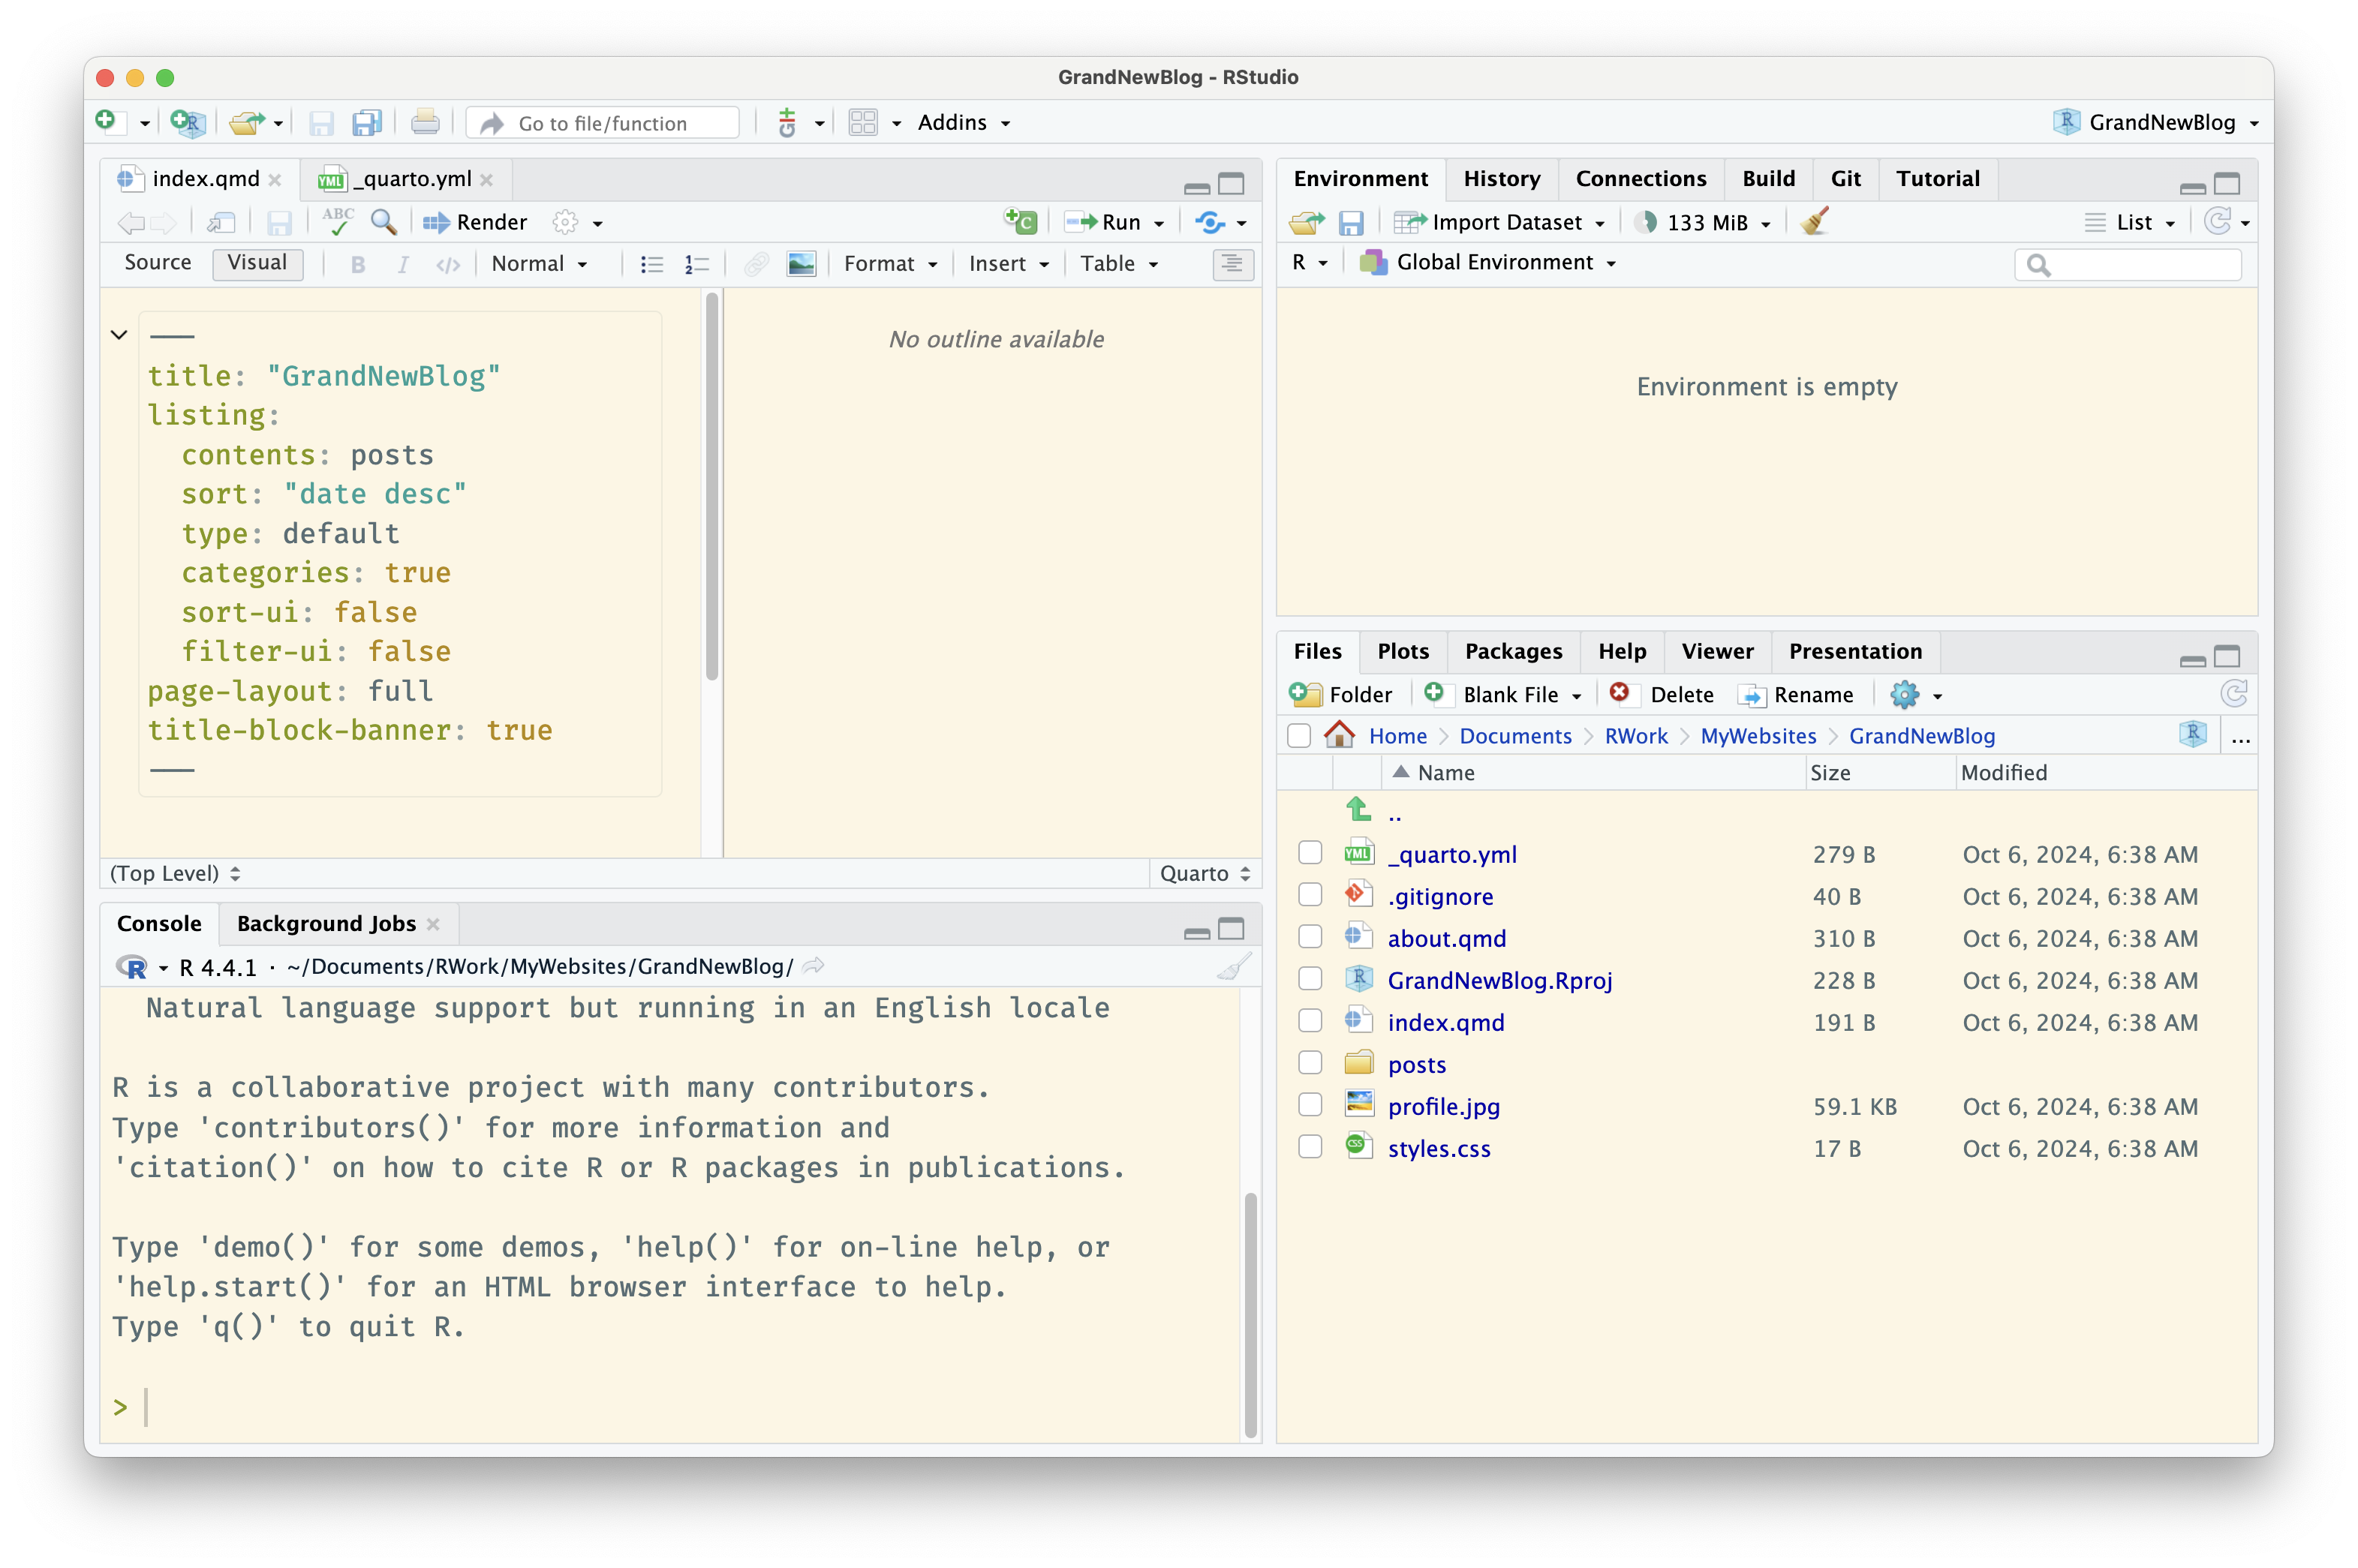 GrandNewBlog - RStudio
Go to file/function
Addins
GrandNewBlog
index.qmd
_quarto.yml
ABC
Render
Run
Source
Visual
B
I
</>
Normal
Format
Insert
Table
---
title: "GrandNewBlog"
listing:
  contents: posts
  sort: "date desc"
  type: default
  categories: true
  sort-ui: false
  filter-ui: false
page-layout: full
title-block-banner: true
---
No outline available
(Top Level)
Quarto
Console
Background Jobs
R 4.4.1 · ~/Documents/RWork/MyWebsites/GrandNewBlog/
  Natural language support but running in an English locale
R is a collaborative project with many contributors.
Type 'contributors()' for more information and
'citation()' on how to cite R or R packages in publications.
Type 'demo()' for some demos, 'help()' for on-line help, or
'help.start()' for an HTML browser interface to help.
Type 'q()' to quit R.
>
Environment
History
Connections
Build
Git
Tutorial
Import Dataset
133 MiB
List
R
Global Environment
Environment is empty
Files
Plots
Packages
Help
Viewer
Presentation
Folder
Blank File
Delete
Rename
Home
Documents
RWork
MyWebsites
GrandNewBlog
...
Name Size Modified
..
_quarto.yml 279 B Oct 6, 2024, 6:38 AM
.gitignore 40 B Oct 6, 2024, 6:38 AM
about.qmd 310 B Oct 6, 2024, 6:38 AM
GrandNewBlog.Rproj 228 B Oct 6, 2024, 6:38 AM
index.qmd 191 B Oct 6, 2024, 6:38 AM
posts
profile.jpg 59.1 KB Oct 6, 2024, 6:38 AM
styles.css 17 B Oct 6, 2024, 6:38 AM